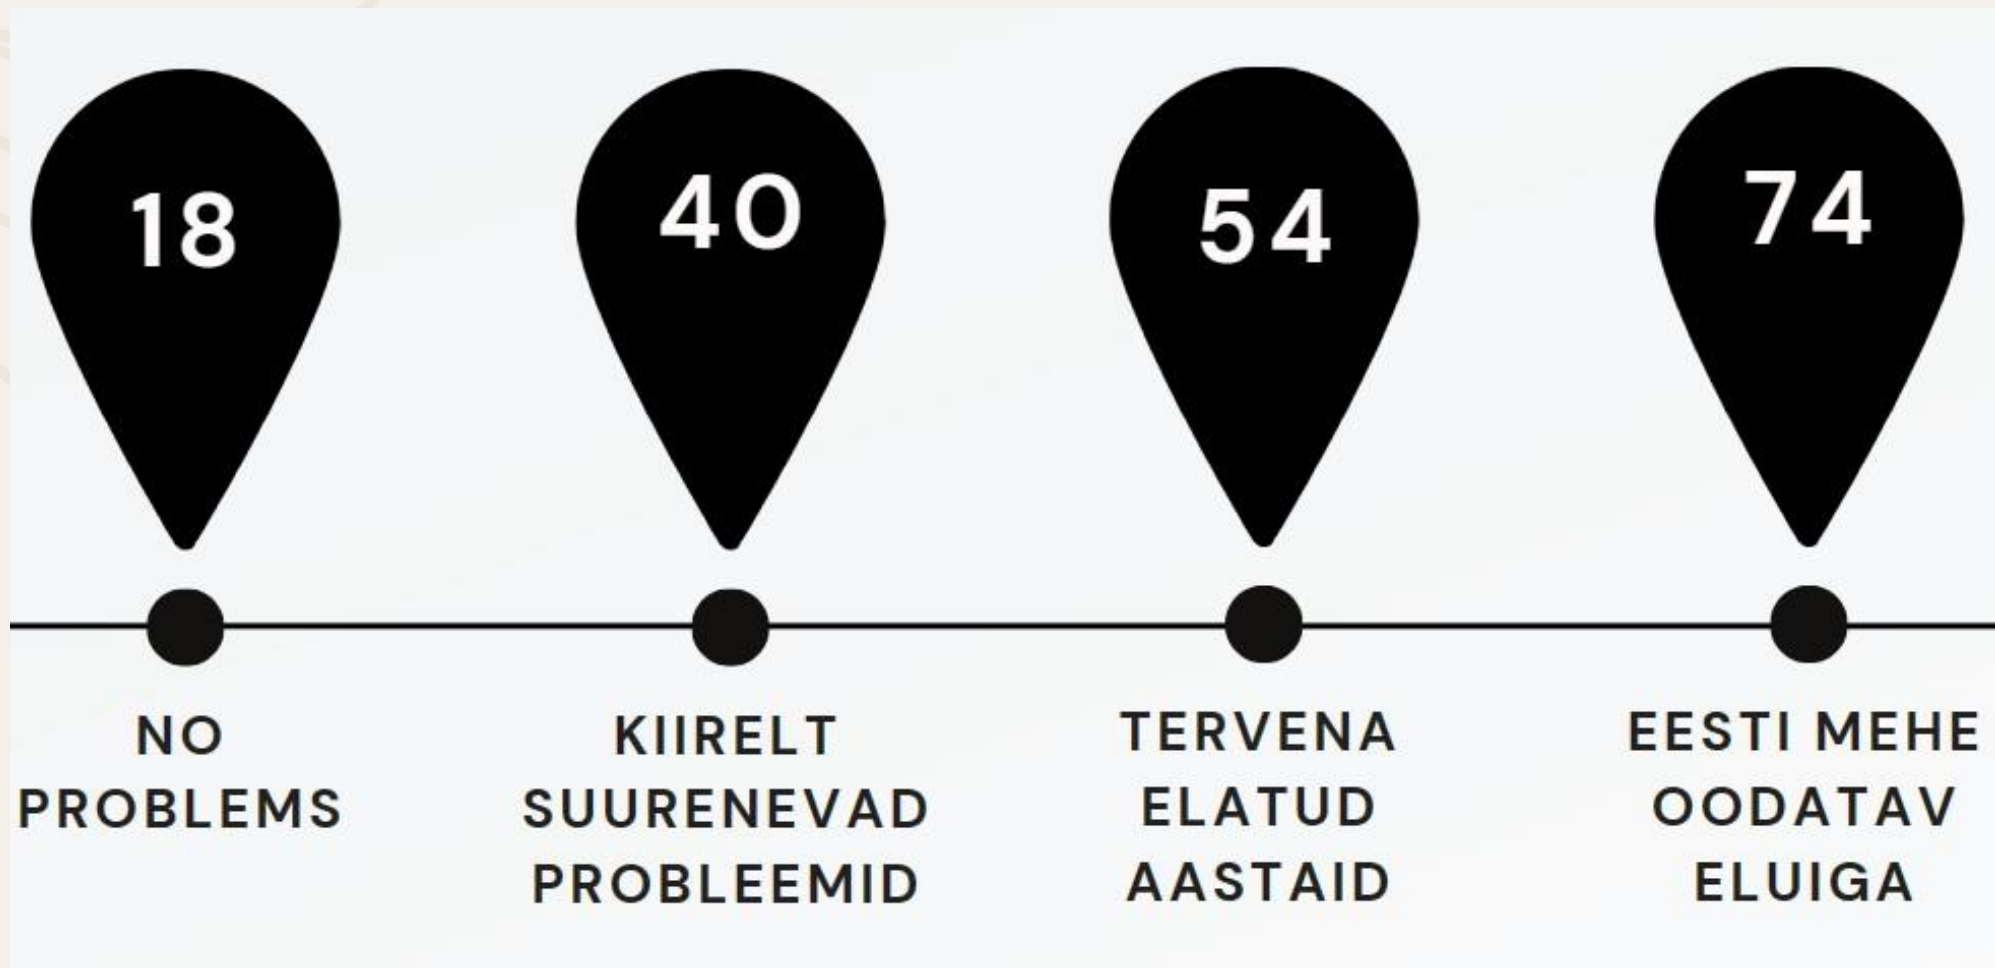 18
40
54
74
NO
PROBLEMS
KIIRELT
SUURENEVAD
PROBLEEMID
TERVENA
ELATUD
AASTAID
EESTI MEHE
OODATAV
ELUIGA